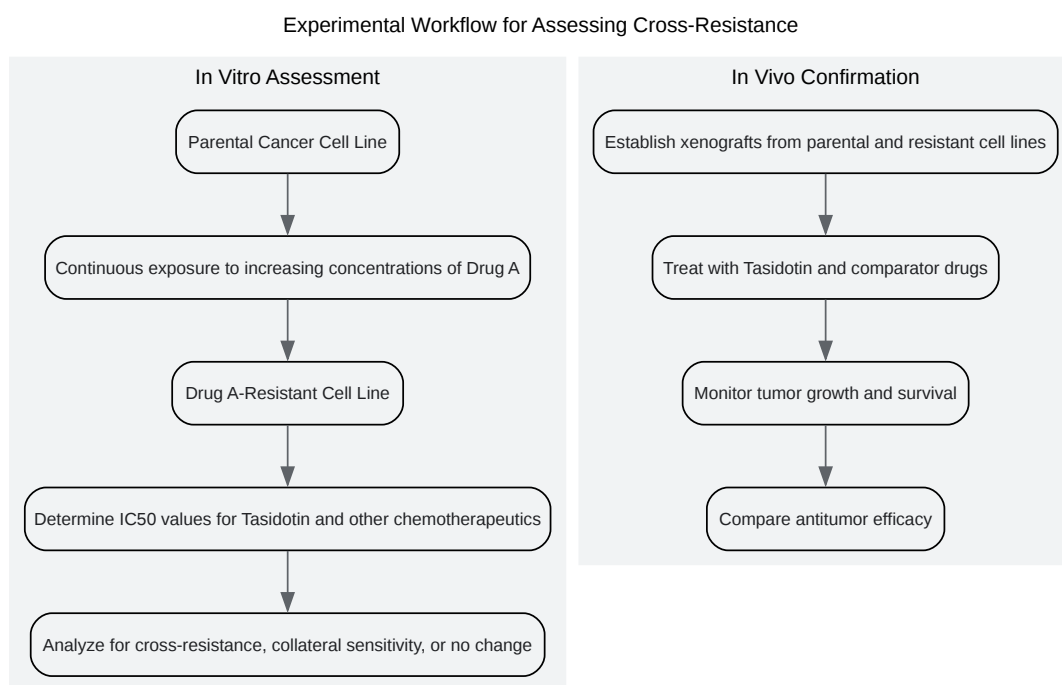 Experimental Workflow for Assessing Cross-Resistance
In Vitro Assessment
Parental Cancer Cell Line
Continuous exposure to increasing concentrations of Drug A
Drug A-Resistant Cell Line
Determine IC50 values for Tasidotin and other chemotherapeutics
Analyze for cross-resistance, collateral sensitivity, or no change
In Vivo Confirmation
Establish xenografts from parental and resistant cell lines
Treat with Tasidotin and comparator drugs
Monitor tumor growth and survival
Compare antitumor efficacy